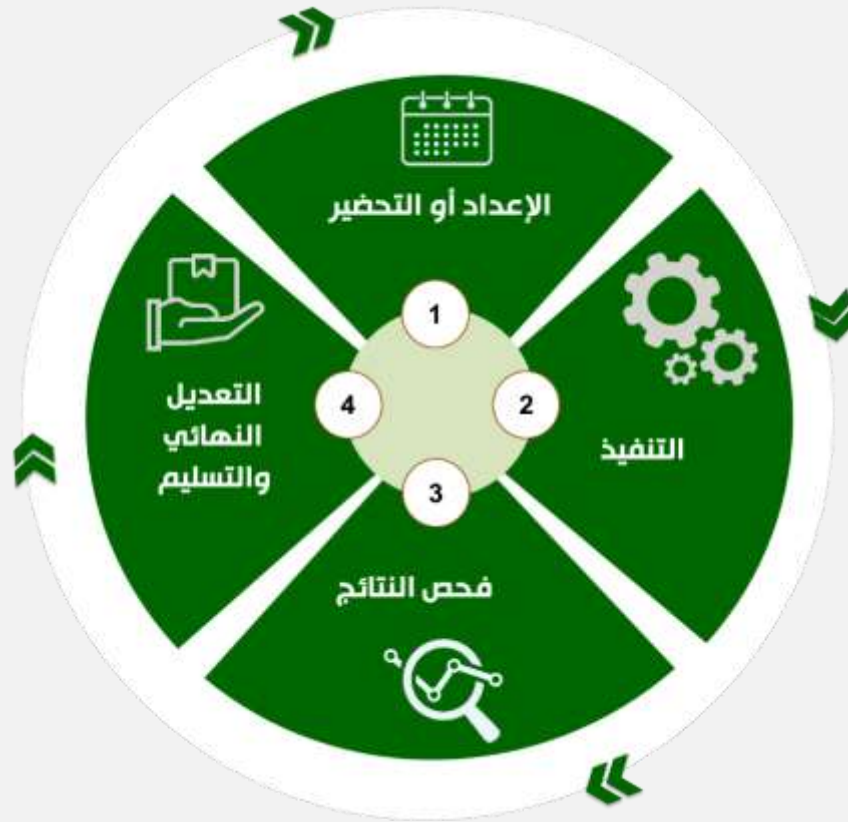 الإعداد أو التحضير
1
2
التنفيذ
3
فحص النتائج
4
التعديل
النهائي
والتسليم